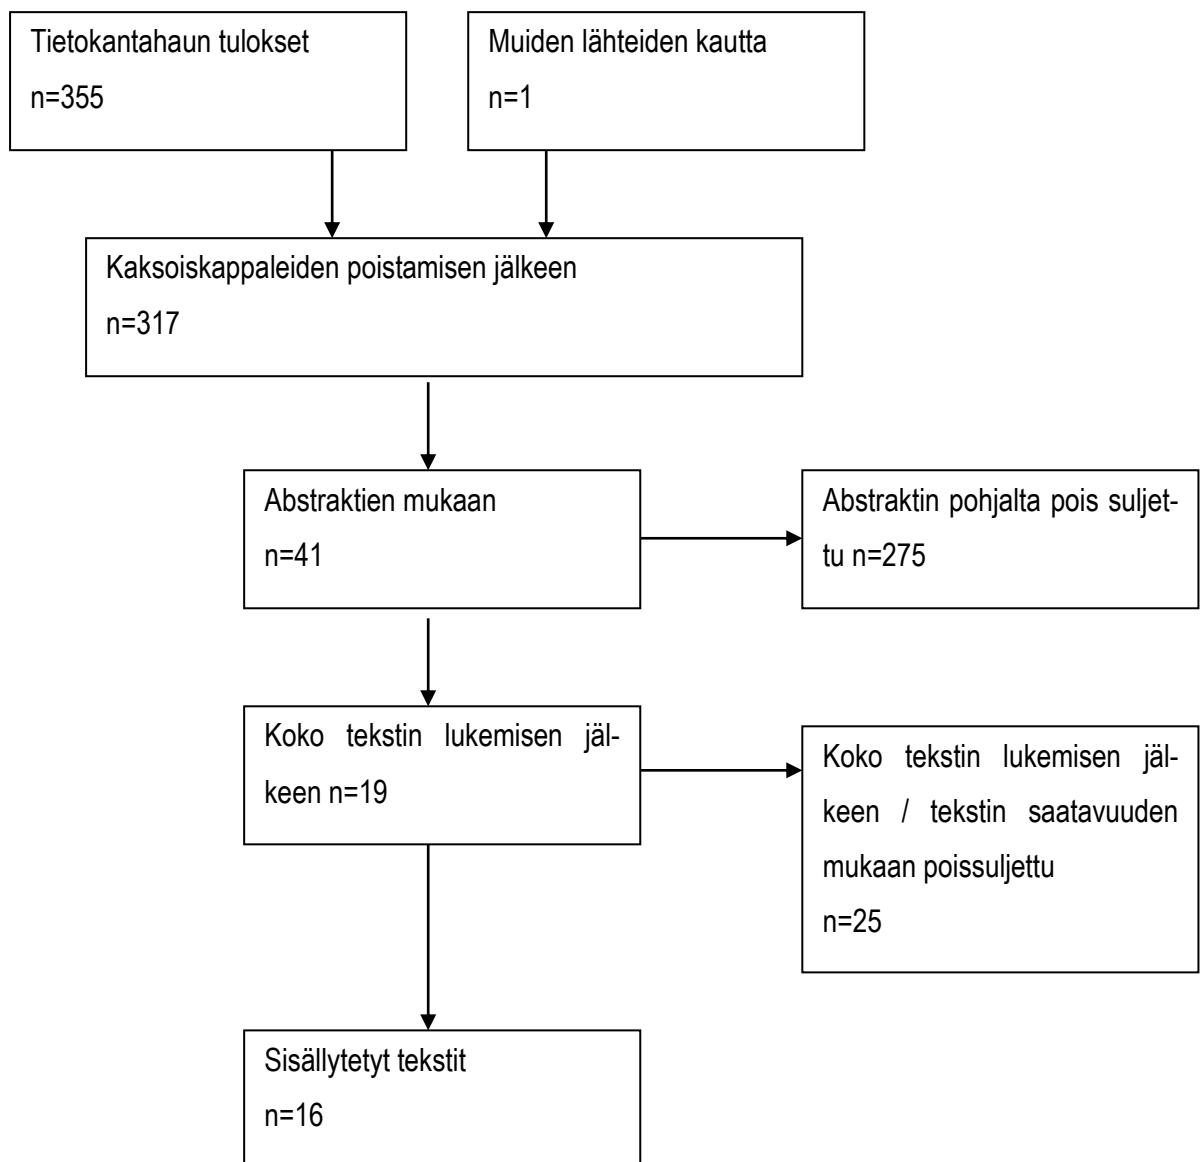 Tietokantahaun tulokset
n=355
Muiden lähteiden kautta
n=1
Kaksoiskappaleiden poistamisen jälkeen
n=317
Abstraktien mukaan
n=41
Abstraktin pohjalta pois suljet-
tu n=275
Koko tekstin lukemisen jäl-
keen n=19
Koko tekstin lukemisen jäl-
keen / tekstin saatavuuden
mukaan poissuljettu
n=25
Sisällytetyt tekstit
n=16